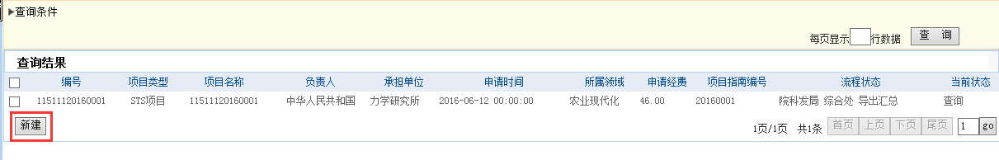 ▶查询条件
每页显示 行数据 查 询
查询结果
编号 项目类型 项目名称 负责人 承担单位 申请时间 所属领域 申请经费 项目指南编号 流程状态 当前状态
11511120160001 STS项目 11511120160001 中华人民共和国 力学研究所 2016-06-12 00:00:00 农业现代化 46.00 20160001 院科发局 综合处 导出汇总 查询
新建 1页/1页 共1条 首页 上页 下页 尾页 1 go